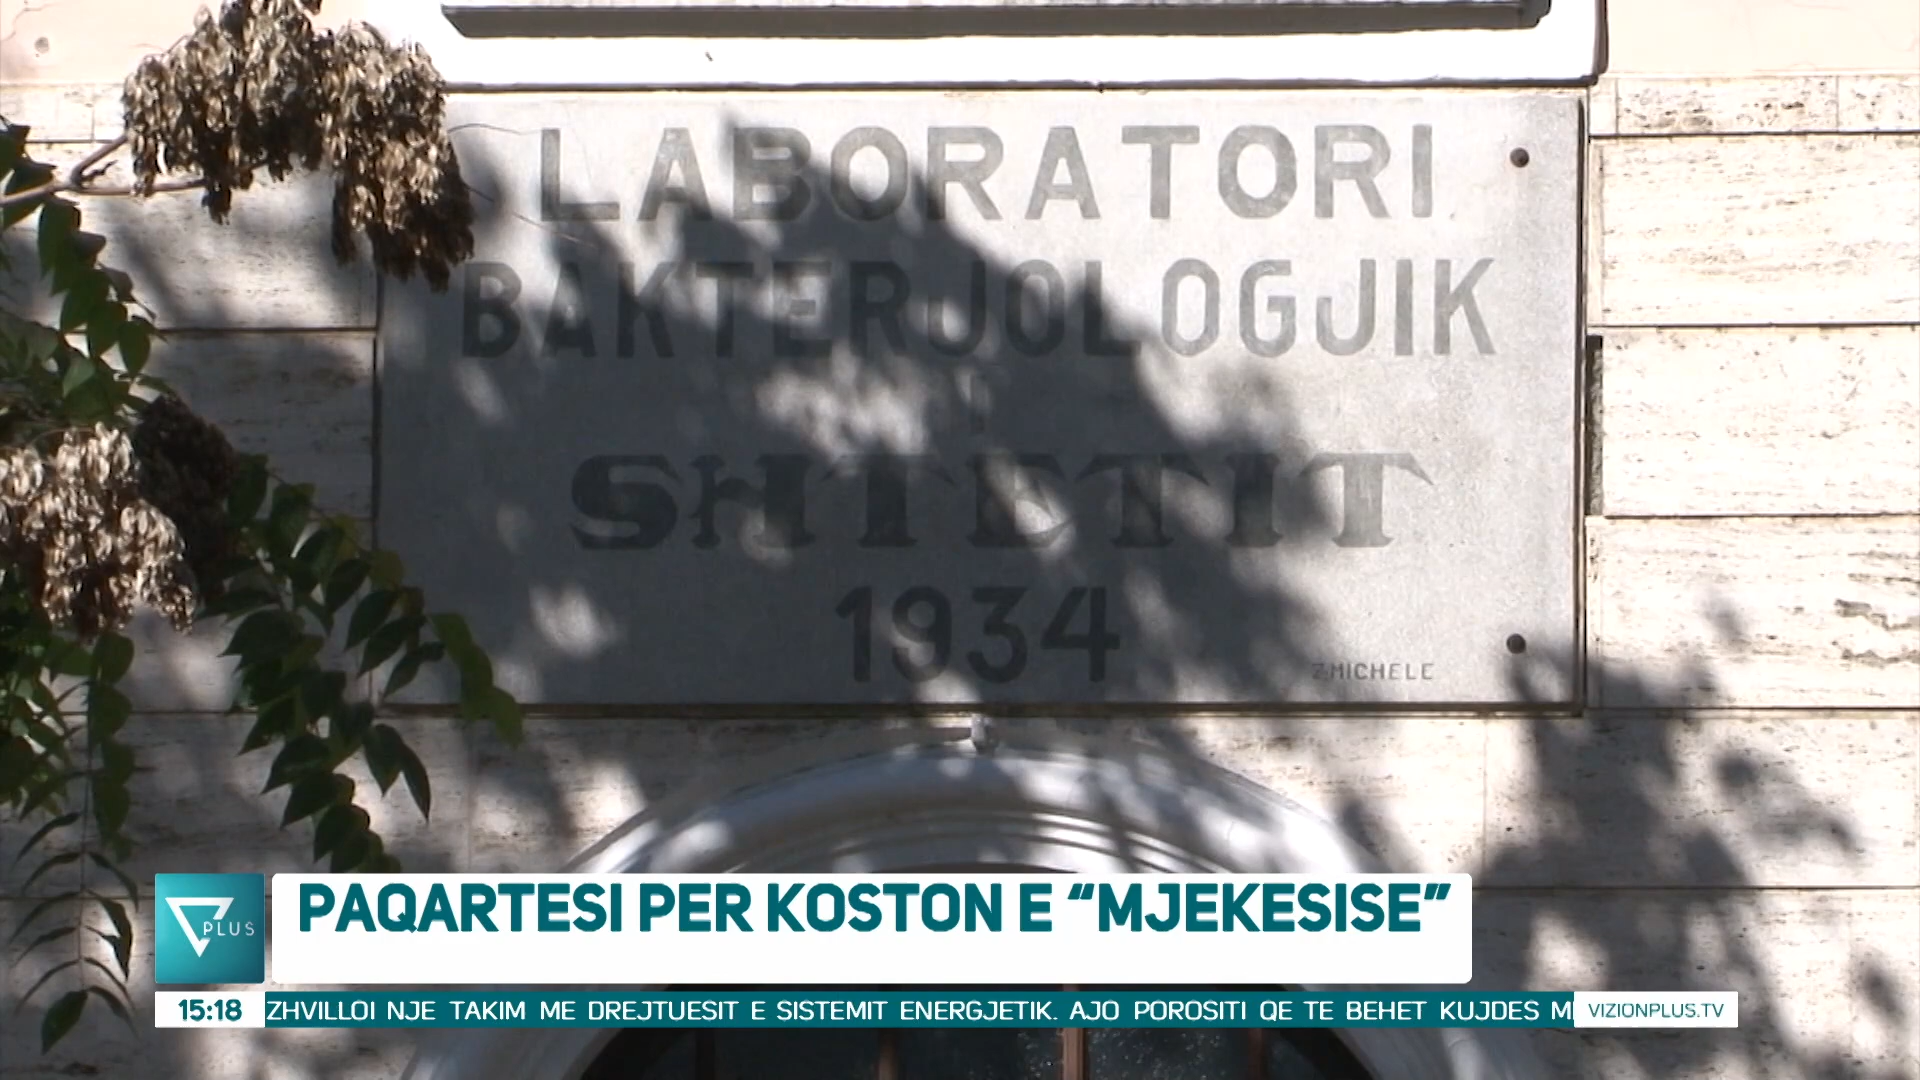 LABORATORI
BAKTERJOLOGJIK
I
SHTETIT
1934
Z.MICHELE
PAQARTESI PER KOSTON E “MJEKESISE”
PLUS
15:18 ZHVILLOI NJE TAKIM ME DREJTUESIT E SISTEMIT ENERGJETIK. AJO POROSITI QE TE BEHET KUJDES VIZIONPLUS.TV